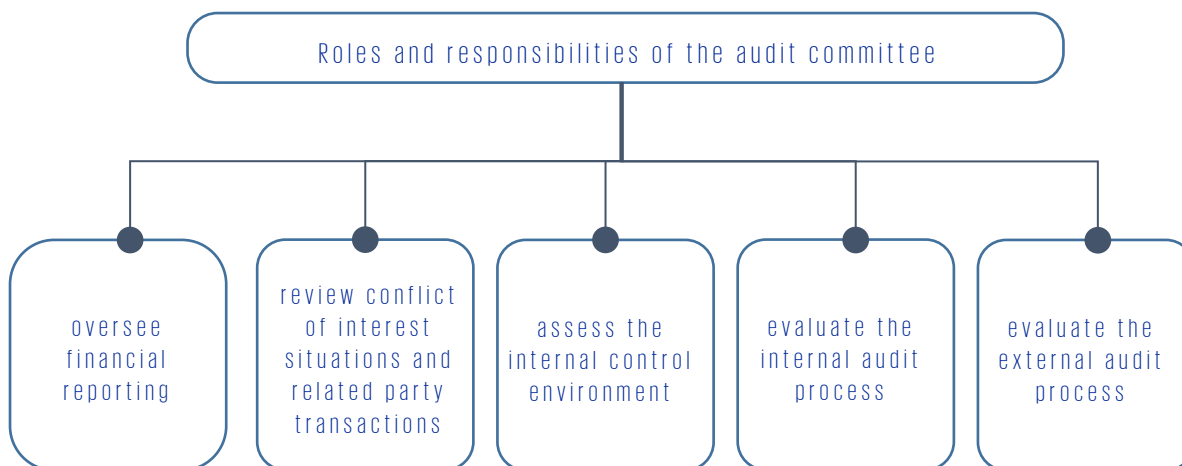 Roles and responsibilities of the audit committee
oversee
financial
reporting
review conflict
of interest
situations and
related party
transactions
assess the
internal control
environment
evaluate the
internal audit
process
evaluate the
external audit
process